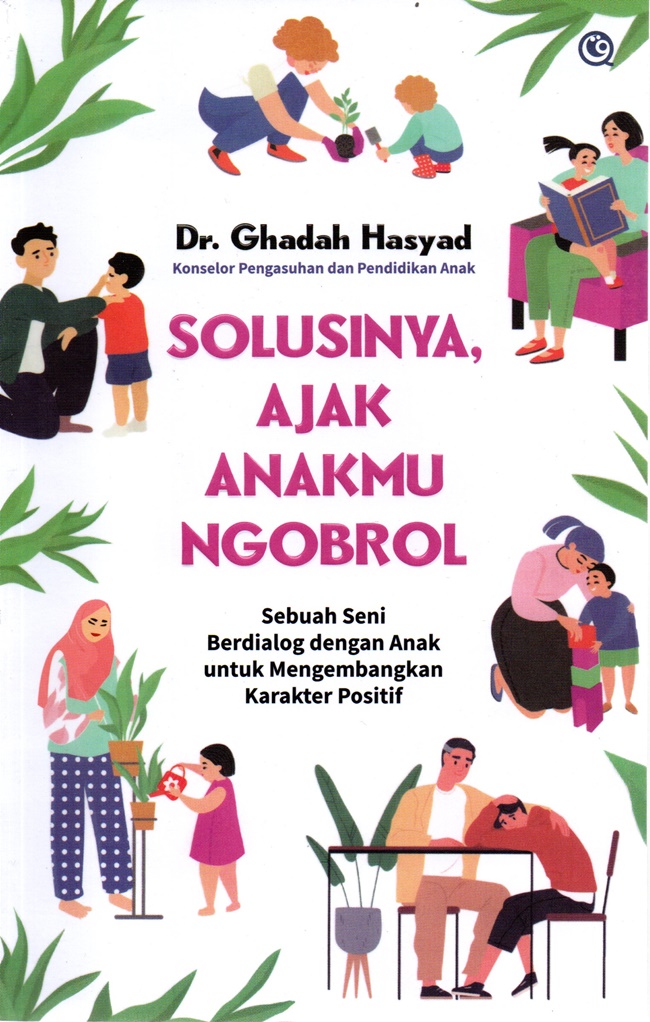 Dr. Ghadah Hasyad
Konselor Pengasuhan dan Pendidikan Anak
SOLUSINYA,
AJAK
ANAKMU
NGOBROL
Sebuah Seni
Berdialog dengan Anak
untuk Mengembangkan
Karakter Positif